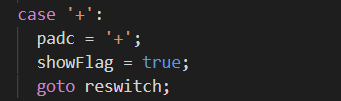 case '+':
padc = '+';
showFlag = true;
goto reswitch;